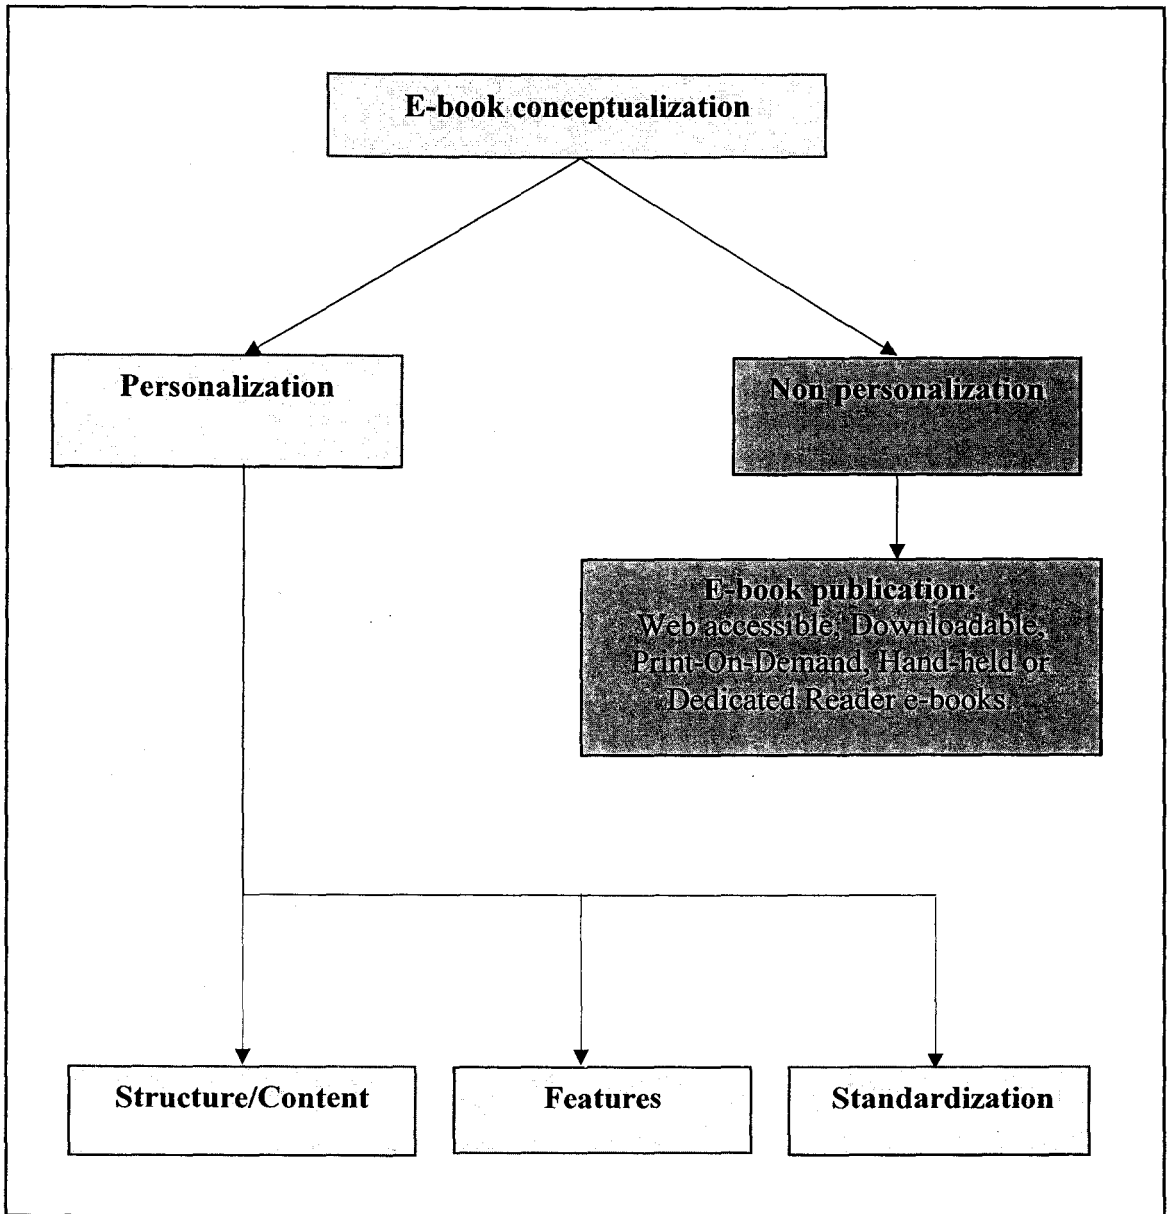 E-book conceptualization
Personalization
Non personalization
E-book publication:
Web accessible, Downloadable,
Print-On-Demand, Hand-held or
Dedicated Reader e-books.
Structure/Content
Features
Standardization